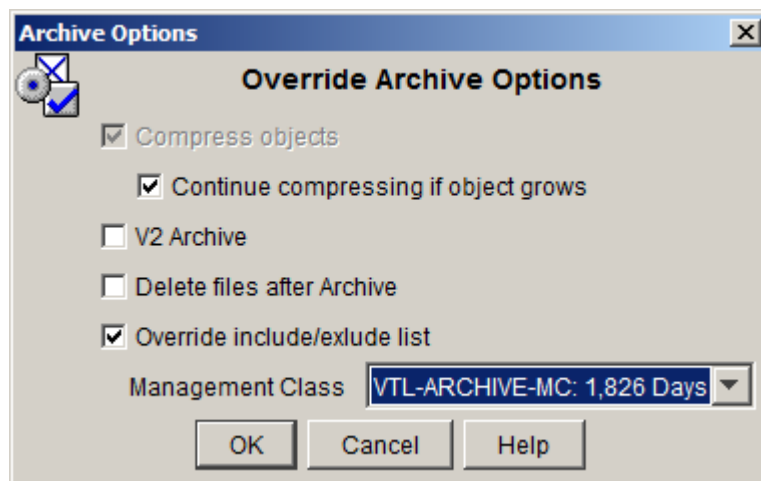 Archive Options
Override Archive Options
Compress objects
Continue compressing if object grows
V2 Archive
Delete files after Archive
Override include/exlude list
Management Class VTL-ARCHIVE-MC: 1,826 Days
OK Cancel Help